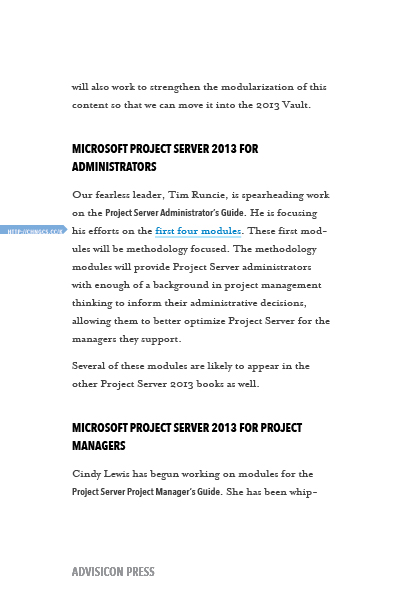 will also work to strengthen the modularization of this
content so that we can move it into the 2013 Vault.
MICROSOFT PROJECT SERVER 2013 FOR
ADMINISTRATORS
Our fearless leader, Tim Runcie, is spearheading work
on the Project Server Administrator's Guide. He is focusing
his efforts on the first four modules. These first mod-
ules will be methodology focused. The methodology
modules will provide Project Server administrators
with enough of a background in project management
thinking to inform their administrative decisions,
allowing them to better optimize Project Server for the
managers they support.
Several of these modules are likely to appear in the
other Project Server 2013 books as well.
MICROSOFT PROJECT SERVER 2013 FOR PROJECT
MANAGERS
Cindy Lewis has begun working on modules for the
Project Server Project Manager's Guide. She has been whip-
ADVISICON PRESS